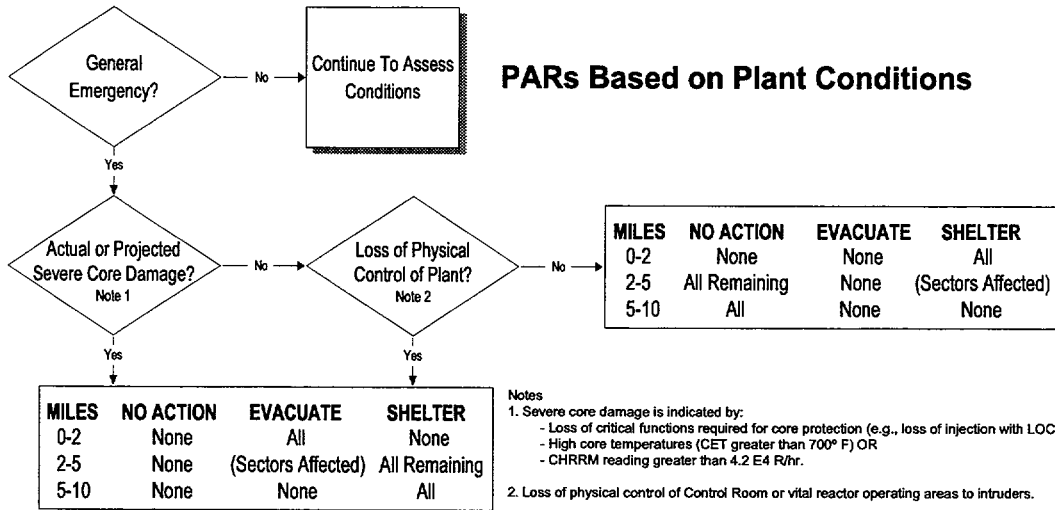 PARs Based on Plant Conditions
General
Emergency?
No
Continue To Assess
Conditions
Yes
Actual or Projected
Severe Core Damage?
Note 1
No
Loss of Physical
Control of Plant?
Note 2
No
MILES NO ACTION EVACUATE SHELTER
0-2 None None All
2-5 All Remaining None (Sectors Affected)
5-10 All None None
Yes
Yes
MILES NO ACTION EVACUATE SHELTER
0-2 None All None
2-5 None (Sectors Affected) All Remaining
5-10 None None All
Notes
1. Severe core damage is indicated by:
- Loss of critical functions required for core protection (e.g., loss of injection with LOC
- High core temperatures (CET greater than 700° F) OR
- CHRRM reading greater than 4.2 E4 R/hr.
2. Loss of physical control of Control Room or vital reactor operating areas to intruders.